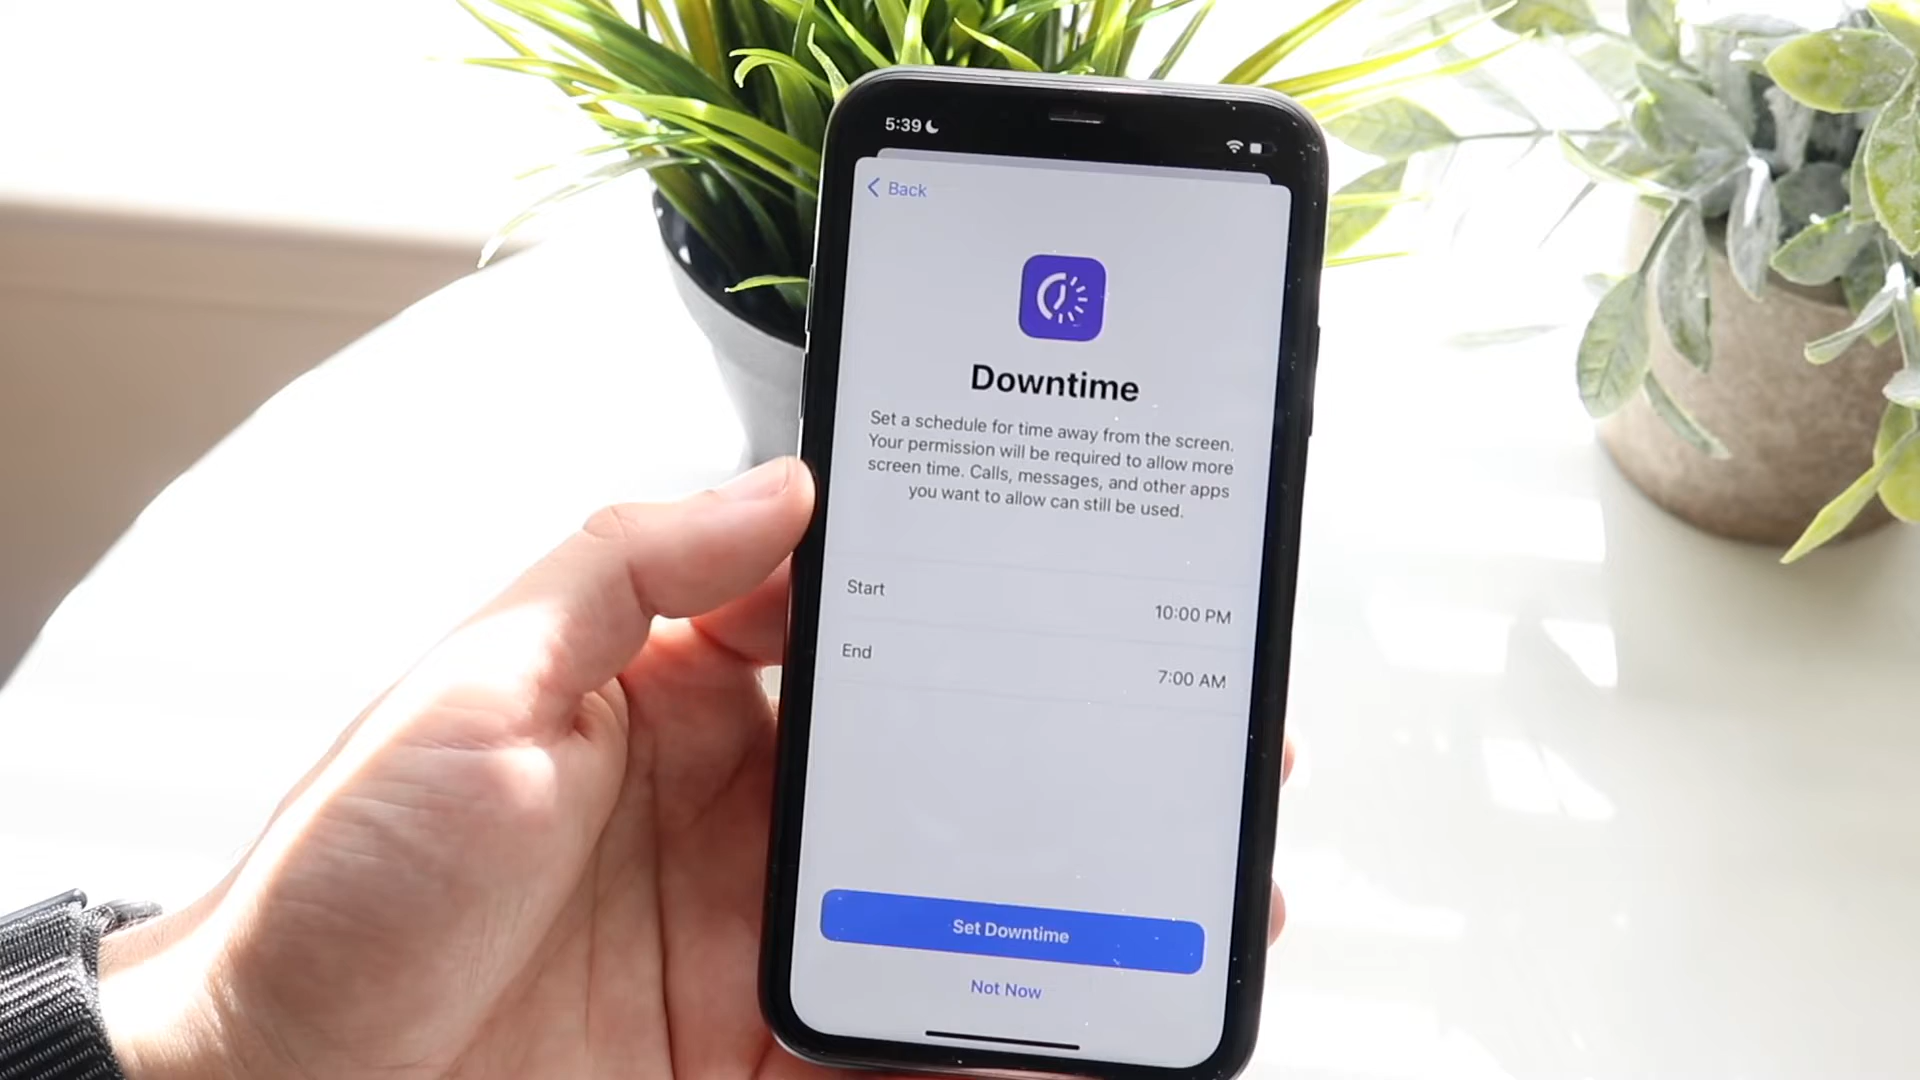 5:39
Back
Downtime
Set a schedule for time away from the screen.
Your permission will be required to allow more
screen time. Calls, messages, and other apps
you want to allow can still be used.
Start
10:00 PM
End
7:00 AM
Set Downtime
Not Now